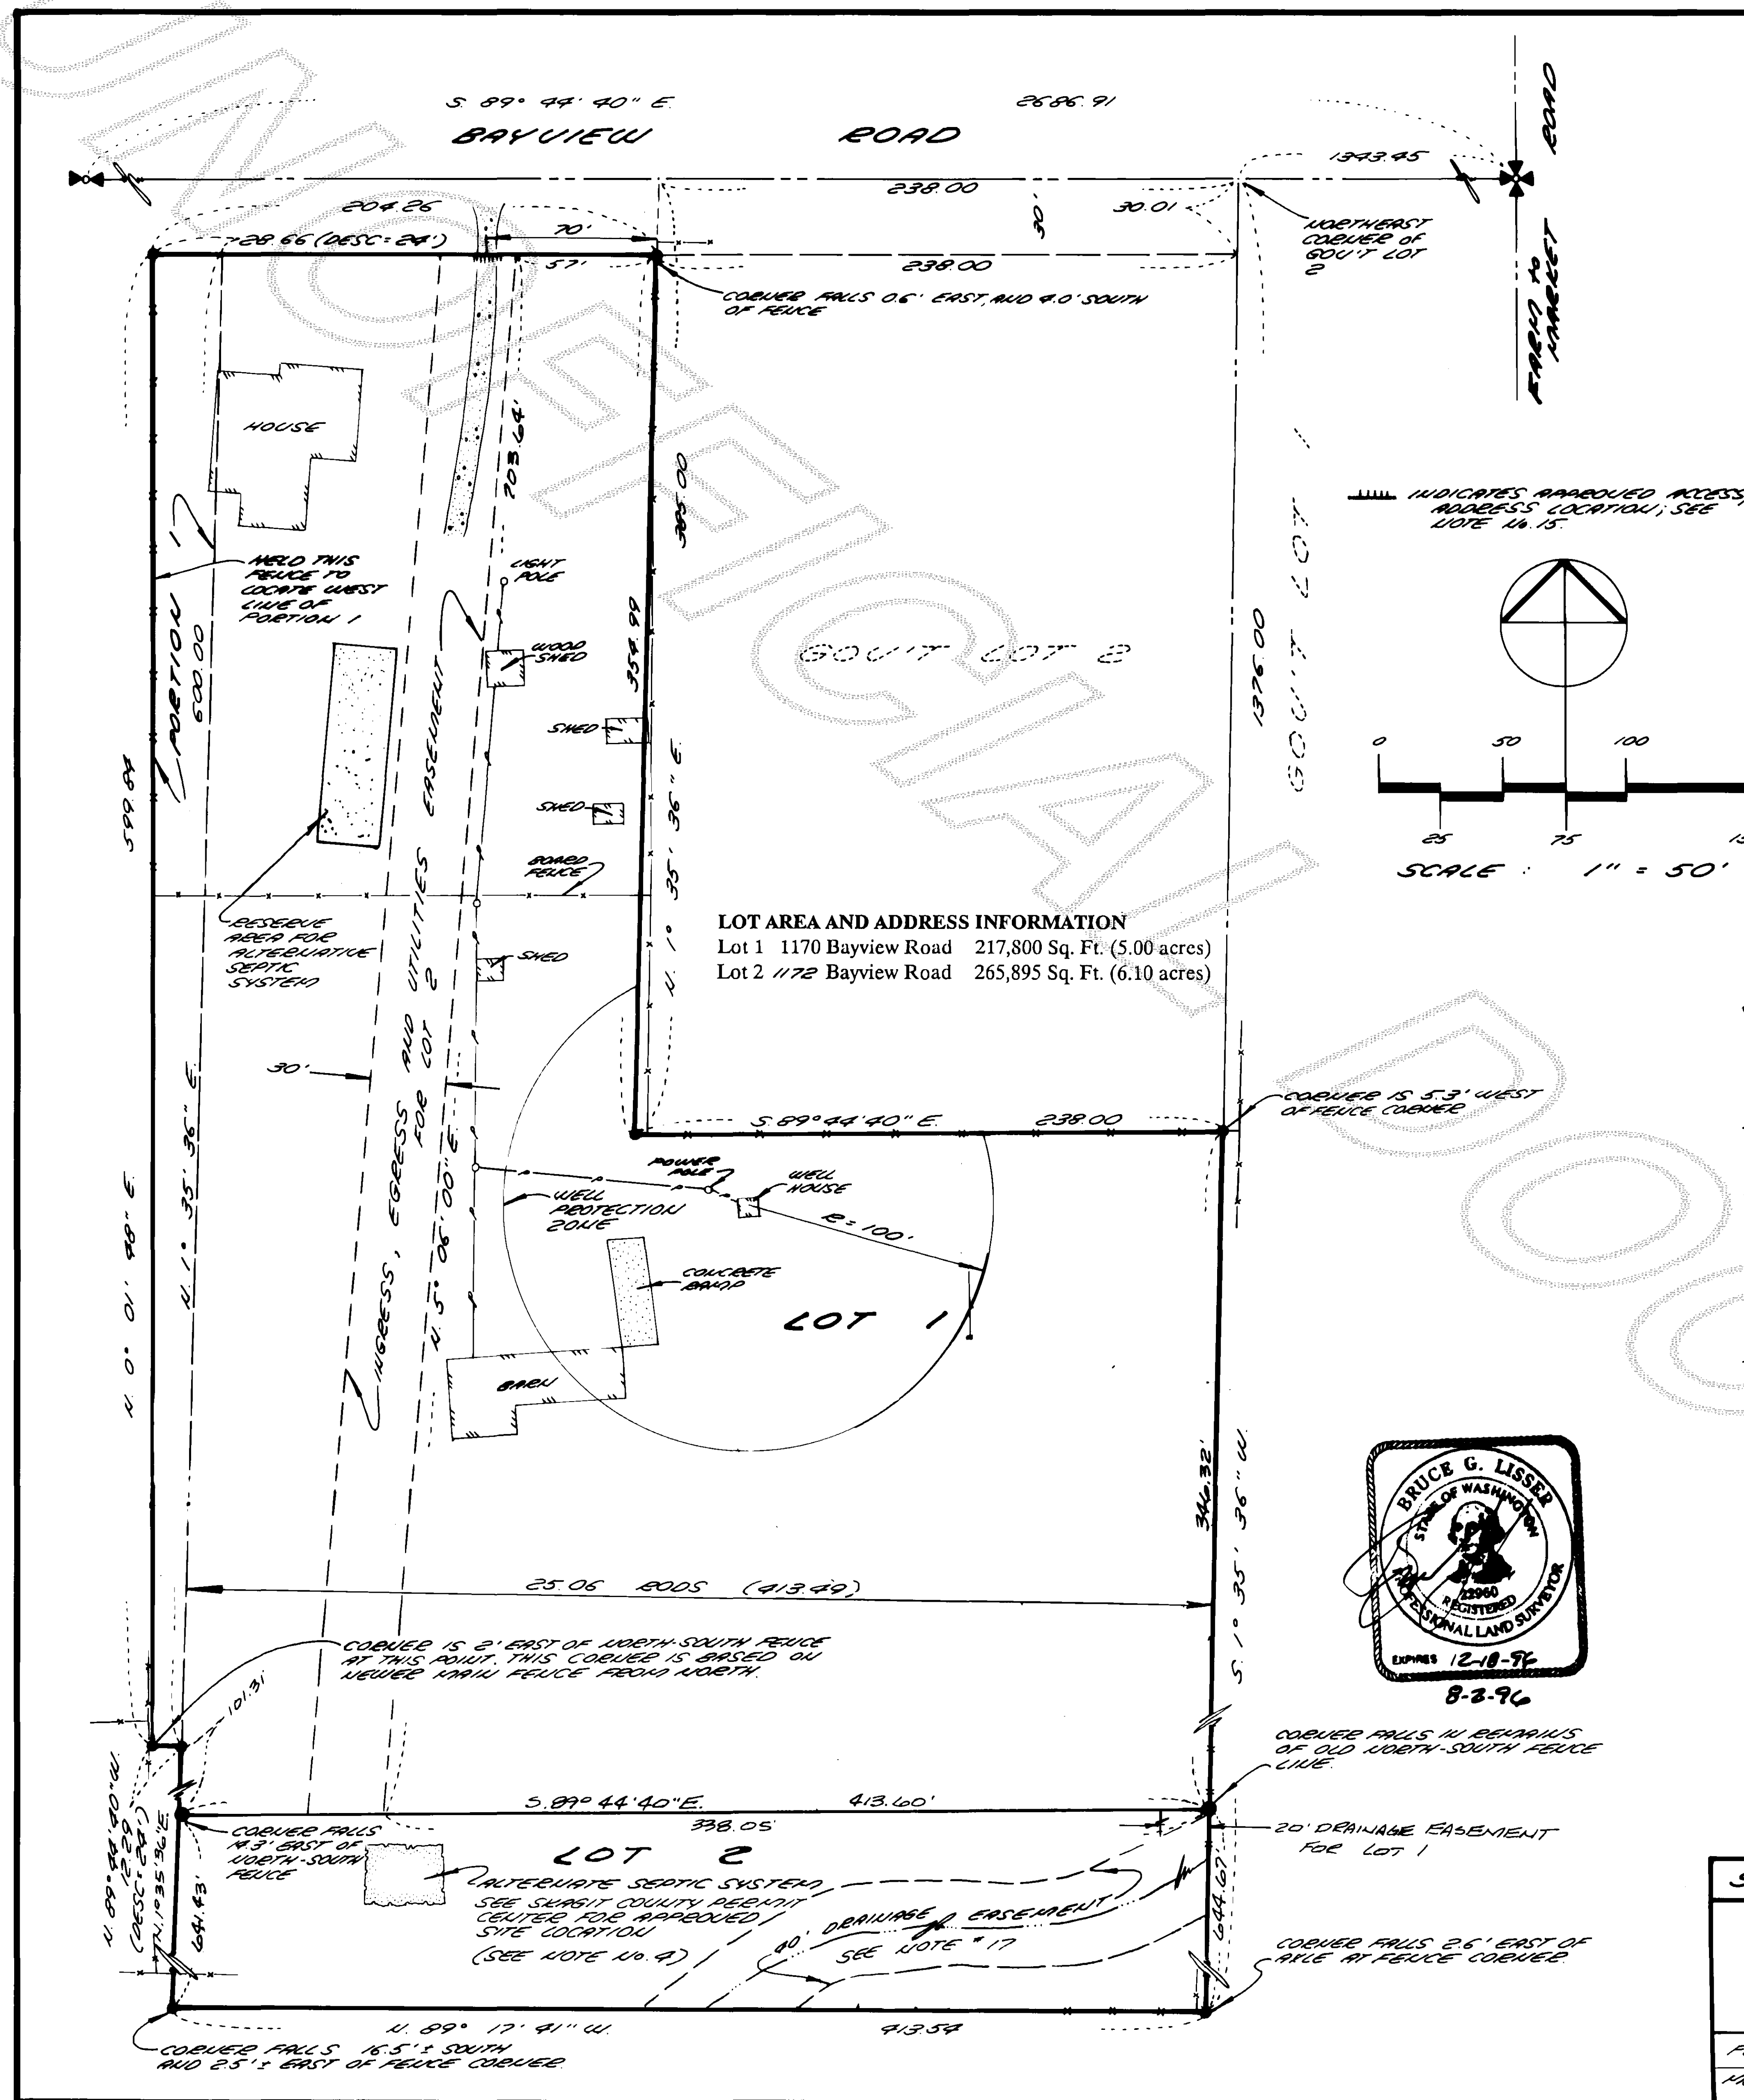 S. 89° 44' 40" E. 2686.91
BAYVIEW ROAD
ROAD
FARM TO
MARKET
1343.45
238.00
30'
30.01
204.26
28.66 (DESC = 24')
70'
57'
238.00
NORTHEAST
CORNER OF
GOV'T LOT
2
CORNER FALLS 0.6' EAST, AND 4.0' SOUTH
OF FENCE
HOUSE
703.64'
385.00
354.99
INDICATES APPROVED ACCESS,
ADDRESS LOCATION; SEE
NOTE No. 15.
HELD THIS
FENCE TO
LOCATE WEST
LINE OF
PORTION 1
PORTION 1
600.00
599.84
LIGHT
POLE
WOOD
SHED
SHED
SHED
BOARD
FENCE
SHED
GOV'T LOT 2
GOV'T LOT 1
1376.00
0 50 100
25 75
SCALE : 1" = 50'
RESERVE
AREA FOR
ALTERNATIVE
SEPTIC
SYSTEM
LOT AREA AND ADDRESS INFORMATION
Lot 1 1170 Bayview Road 217,800 Sq. Ft. (5.00 acres)
Lot 2 1172 Bayview Road 265,895 Sq. Ft. (6.10 acres)
N. 1° 35' 36" E.
30'
INGRESS, EGRESS AND UTILITIES EASEMENT
FOR LOT 2
N. 5° 06' 00" E.
N. 0° 01' 48" E.
N. 1° 35' 36" E.
S. 89° 44' 40" E. 238.00
CORNER IS 5.3' WEST
OF FENCE CORNER
POWER
POLE
WELL
HOUSE
WELL
PROTECTION
ZONE
R = 100'
CONCRETE
RAMP
LOT 1
BARN
346.32'
S. 1° 35' 36" W.
BRUCE G. LISSER
STATE OF WASHINGTON
22960
REGISTERED
PROFESSIONAL LAND SURVEYOR
EXPIRES 12-18-96
8-2-96
25.06 RODS (413.49)
CORNER IS 2' EAST OF NORTH-SOUTH FENCE
AT THIS POINT. THIS CORNER IS BASED ON
NEWER MAIN FENCE FROM NORTH.
101.31'
CORNER FALLS IN REMAINS
OF OLD NORTH-SOUTH FENCE
LINE.
N. 89° 44' 40" W.
12.29
(DESC = 24')
N. 1° 35' 36" E.
641.43'
S. 89° 44' 40" E. 413.60'
338.05'
CORNER FALLS
14.3' EAST OF
NORTH-SOUTH
FENCE
LOT 2
20' DRAINAGE EASEMENT
FOR LOT 1
ALTERNATE SEPTIC SYSTEM
SEE SKAGIT COUNTY PERMIT
CENTER FOR APPROVED
SITE LOCATION
(SEE NOTE No. 4)
40' DRAINAGE EASEMENT
SEE NOTE #17
644.67'
CORNER FALLS 2.6' EAST OF
AXLE AT FENCE CORNER.
N. 89° 17' 41" W. 413.54
CORNER FALLS 16.5'± SOUTH
AND 2.5'± EAST OF FENCE CORNER.
UNOFFICIAL DOC